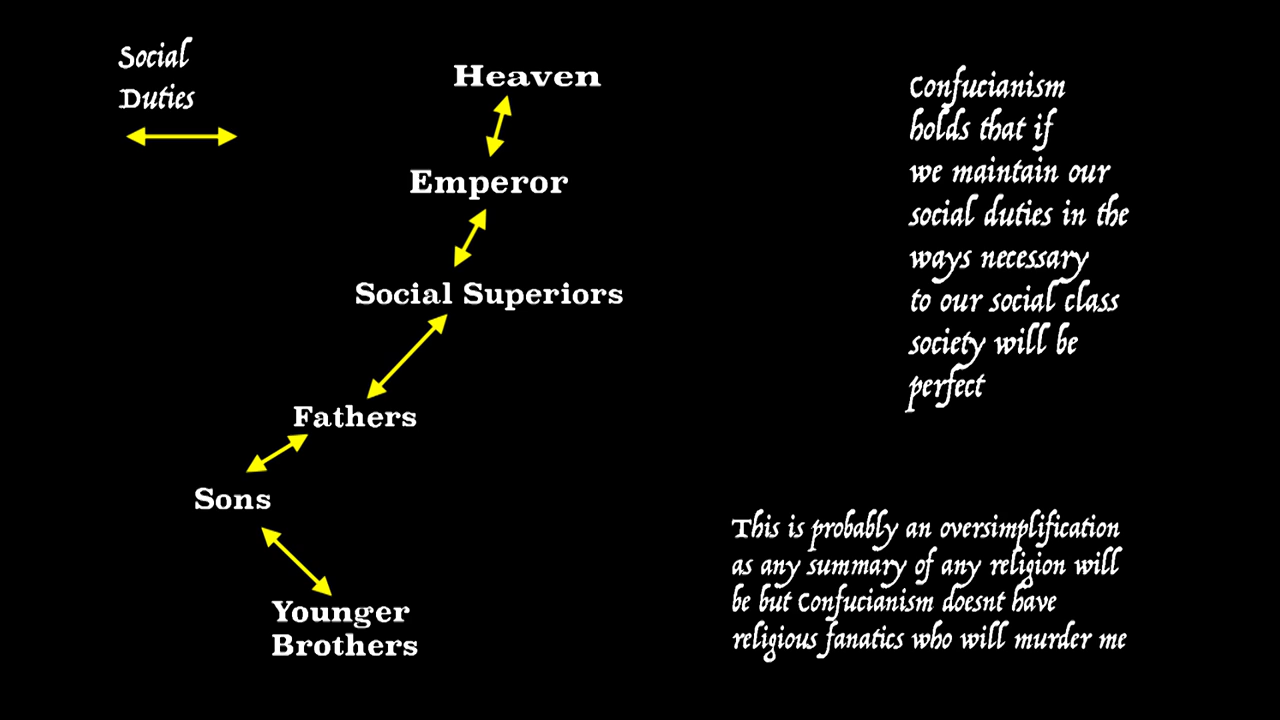 Social
Duties
Heaven
Emperor
Social Superiors
Fathers
Sons
Younger
Brothers
Confucianism
holds that if
we maintain our
social duties in the
ways necessary
to our social class
society will be
perfect
This is probably an oversimplification
as any summary of any religion will
be but Confucianism doesnt have
religious fanatics who will murder me